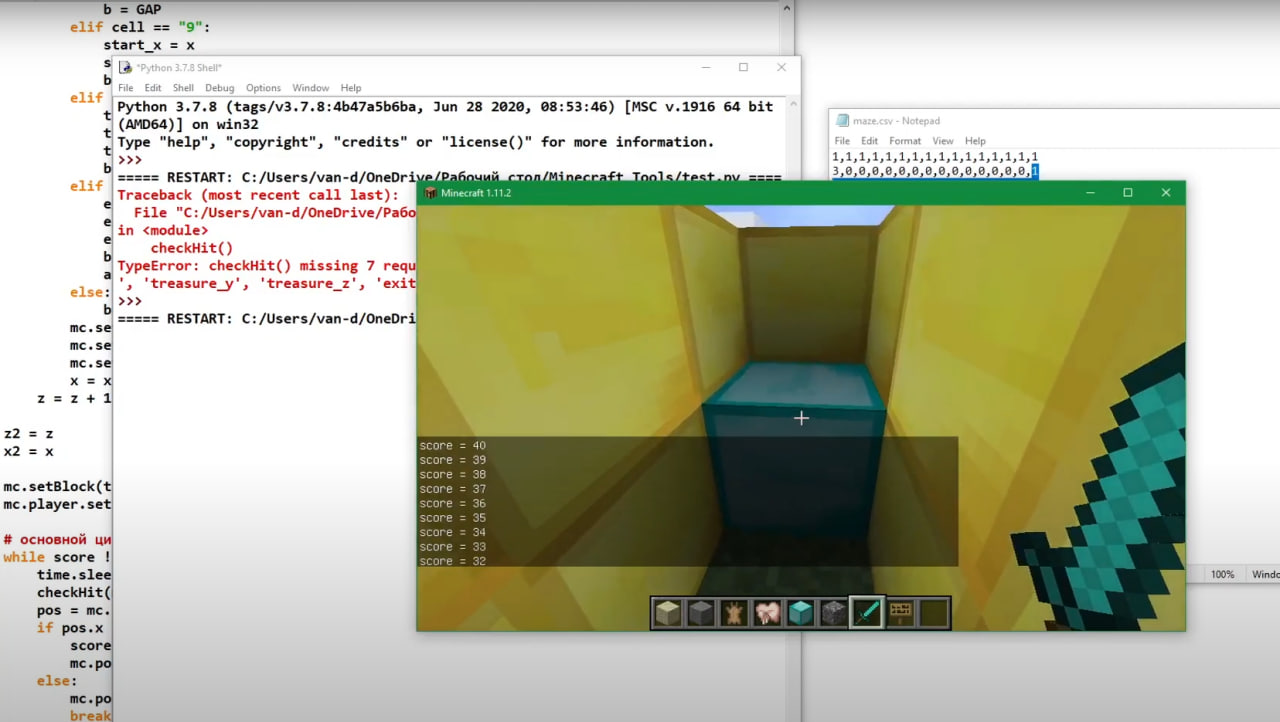 b = GAP
elif cell == "9":
start_x = x
s
b
elif
t
t
t
b
elif
e
e
e
b
a
else:
b
mc.se
mc.se
mc.se
x = x
z = z + 1
z2 = z
x2 = x
mc.setBlock(t
mc.player.set
# основной ци
while score !
time.slee
checkHit(
pos = mc.
if pos.x
score
mc.po
else:
mc.po
break
*Python 3.7.8 Shell*
File Edit Shell Debug Options Window Help
Python 3.7.8 (tags/v3.7.8:4b47a5b6ba, Jun 28 2020, 08:53:46) [MSC v.1916 64 bit
(AMD64)] on win32
Type "help", "copyright", "credits" or "license()" for more information.
>>>
===== RESTART: C:/Users/van-d/OneDrive/Рабочий стол/Minecraft Tools/test.py ====
Traceback (most recent call last):
File "C:/Users/van-d/OneDrive/Рабо
in <module>
checkHit()
TypeError: checkHit() missing 7 requ
', 'treasure_y', 'treasure_z', 'exit
>>>
===== RESTART: C:/Users/van-d/OneDri
maze.csv - Notepad
File Edit Format View Help
1,1,1,1,1,1,1,1,1,1,1,1,1,1,1,1
3,0,0,0,0,0,0,0,0,0,0,0,0,0,0,1
Minecraft 1.11.2
score = 40
score = 39
score = 38
score = 37
score = 36
score = 35
score = 34
score = 33
score = 32
100% Windo